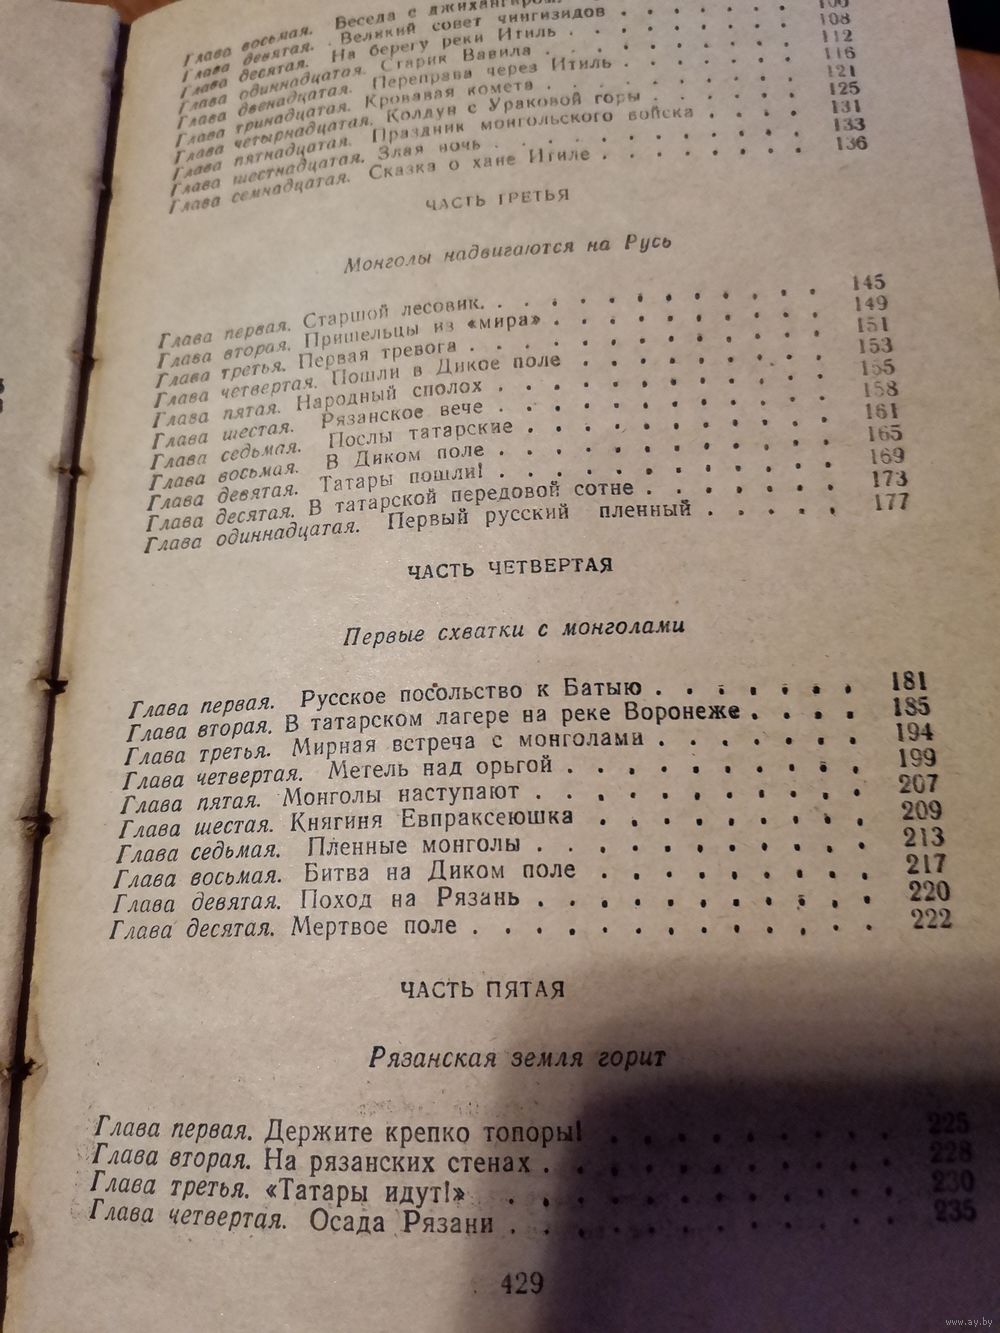 Глава восьмая. Беседа с джихангиром.
Глава девятая. Великий совет чингизидов . . . . . . . 108
Глава десятая. На берегу реки Итиль . . . . . . . 112
Глава одиннадцатая. Старик Вавила . . . . . . . 116
Глава двенадцатая. Переправа через Итиль . . . . . . . 121
Глава тринадцатая. Кровавая комета . . . . . . . 125
Глава четырнадцатая. Колдун с Ураковой горы . . . . . . 131
Глава пятнадцатая. Праздник монгольского войска . . . . 133
Глава шестнадцатая. Злая ночь . . . . . . . . . . 136
Глава семнадцатая. Сказка о хане Итиле . . . . . . .
ЧАСТЬ ТРЕТЬЯ
Монголы надвигаются на Русь
Глава первая. Старшой лесовик. . . . . . . . . . . . 145
Глава вторая. Пришельцы из «мира» . . . . . . . . . . 149
Глава третья. Первая тревога . . . . . . . . . . . . 151
Глава четвертая. Пошли в Дикое поле . . . . . . . . . 153
Глава пятая. Народный сполох . . . . . . . . . . . . 155
Глава шестая. Рязанское вече . . . . . . . . . . . . 158
Глава седьмая. Послы татарские . . . . . . . . . . . 161
Глава восьмая. В Диком поле . . . . . . . . . . . . 165
Глава девятая. Татары пошли! . . . . . . . . . . . . 169
Глава десятая. В татарской передовой сотне . . . . . . . 173
Глава одиннадцатая. Первый русский пленный . . . . . 177
ЧАСТЬ ЧЕТВЕРТАЯ
Первые схватки с монголами
Глава первая. Русское посольство к Батыю . . . . . . . 181
Глава вторая. В татарском лагере на реке Воронеже . . . . 185
Глава третья. Мирная встреча с монголами . . . . . . . 194
Глава четвертая. Метель над орьгой . . . . . . . . . . 199
Глава пятая. Монголы наступают . . . . . . . . . . . 207
Глава шестая. Княгиня Евпраксеюшка . . . . . . . . . 209
Глава седьмая. Пленные монголы . . . . . . . . . . . 213
Глава восьмая. Битва на Диком поле . . . . . . . . . 217
Глава девятая. Поход на Рязань . . . . . . . . . . . 220
Глава десятая. Мертвое поле . . . . . . . . . . . . . 222
ЧАСТЬ ПЯТАЯ
Рязанская земля горит
Глава первая. Держите крепко топоры! . . . . . . . . . 225
Глава вторая. На рязанских стенах . . . . . . . . . . . 228
Глава третья. «Татары идут!» . . . . . . . . . . . . 230
Глава четвертая. Осада Рязани . . . . . . . . . . . . 235
429
www.ay.by